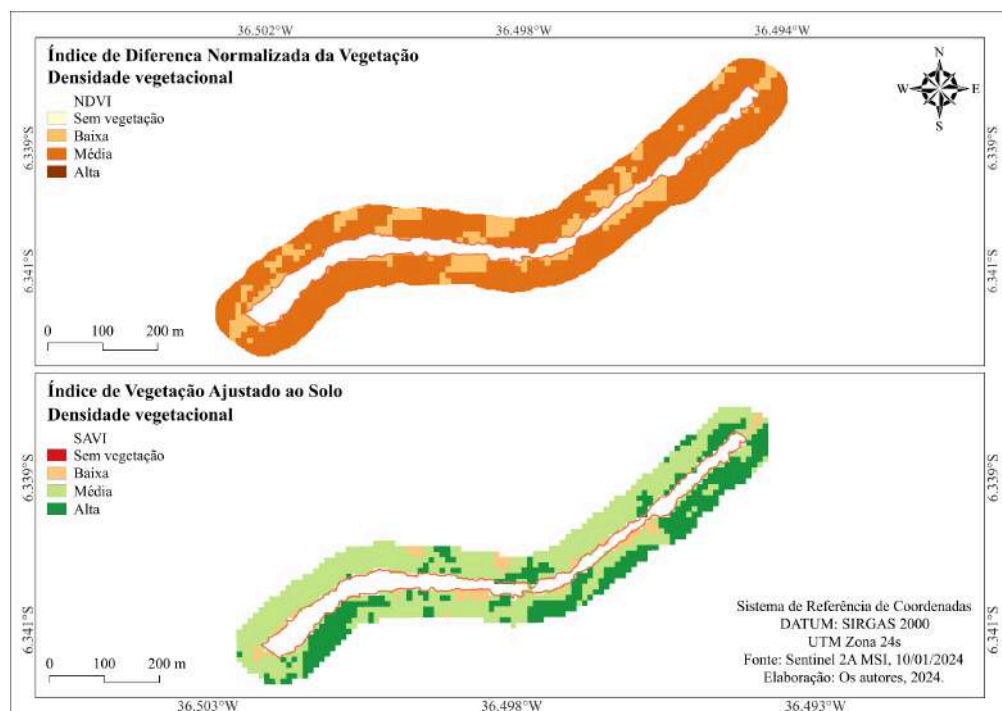 36.502°W 36.498°W 36.494°W
Índice de Diferenca Normalizada da Vegetação
Densidade vegetacional
NDVI
Sem vegetação
Baixa
Média
Alta
N
W E
S
6.339°S 6.339°S
6.341°S 6.341°S
0 100 200 m
Índice de Vegetação Ajustado ao Solo
Densidade vegetacional
SAVI
Sem vegetação
Baixa
Média
Alta
6.339°S 6.339°S
6.341°S 6.341°S
0 100 200 m
Sistema de Referência de Coordenadas
DATUM: SIRGAS 2000
UTM Zona 24s
Fonte: Sentinel 2A MSI, 10/01/2024
Elaboração: Os autores, 2024.
36.503°W 36.498°W 36.493°W